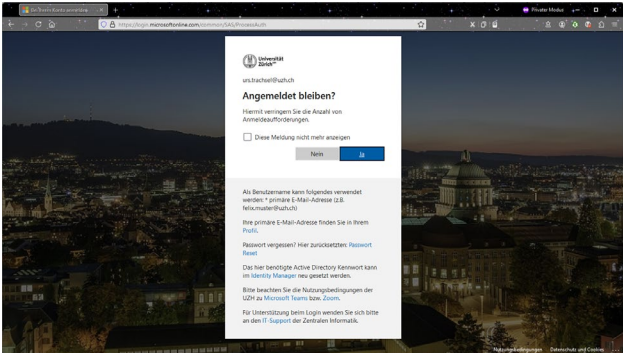 Privater Modus
https://login.microsoftonline.com/common/SAS/ProcessAuth
Universität
Zürich
urs.trachsel@uzh.ch
Angemeldet bleiben?
Hiermit verringern Sie die Anzahl von
Anmeldeaufforderungen.
Diese Meldung nicht mehr anzeigen
Nein
Ja
Als Benutzername kann folgendes verwendet
werden: * primäre E-Mail-Adresse (z.B.
felix.muster@uzh.ch)
Ihre primäre E-Mail-Adresse finden Sie in Ihrem
Profil.
Passwort vergessen? Hier zurücksetzten: Passwort
Reset
Das hier benötigte Active Directory Kennwort kann
im Identity Manager neu gesetzt werden.
Bitte beachten Sie die Nutzungsbedingungen der
UZH zu Microsoft Teams bzw. Zoom.
Für Unterstützung beim Login wenden Sie sich bitte
an den IT-Support der Zentralen Informatik.
Nutzungsbedingungen Datenschutz und Cookies